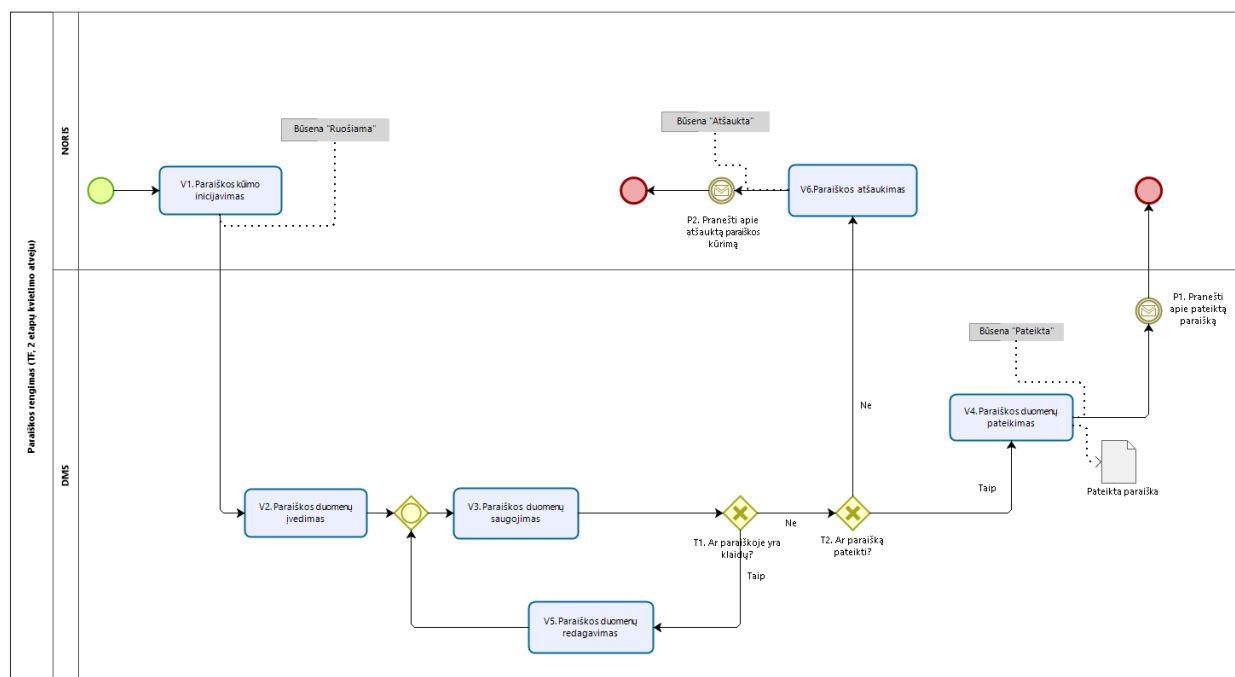 Paraiškos rengimas (TF, 2 etapų kvietimo atveju)
NORIS
Būsena "Ruošiama"
V1. Paraiškos kūrimo
inicijavimas
Būsena "Atšaukta"
P2. Pranešti apie
atšauktą paraiškos
kūrimą
V6.Paraiškos atšaukimas
DMS
P1. Pranešti
apie pateiktą
paraišką
Būsena "Pateikta"
V4. Paraiškos duomenų
pateikimas
Ne
Pateikta paraiška
Taip
V2. Paraiškos duomenų
įvedimas
V3. Paraiškos duomenų
saugojimas
T1. Ar paraiškoje yra
klaidų?
Ne
T2. Ar paraišką
pateikti?
Taip
V5. Paraiškos duomenų
redagavimas